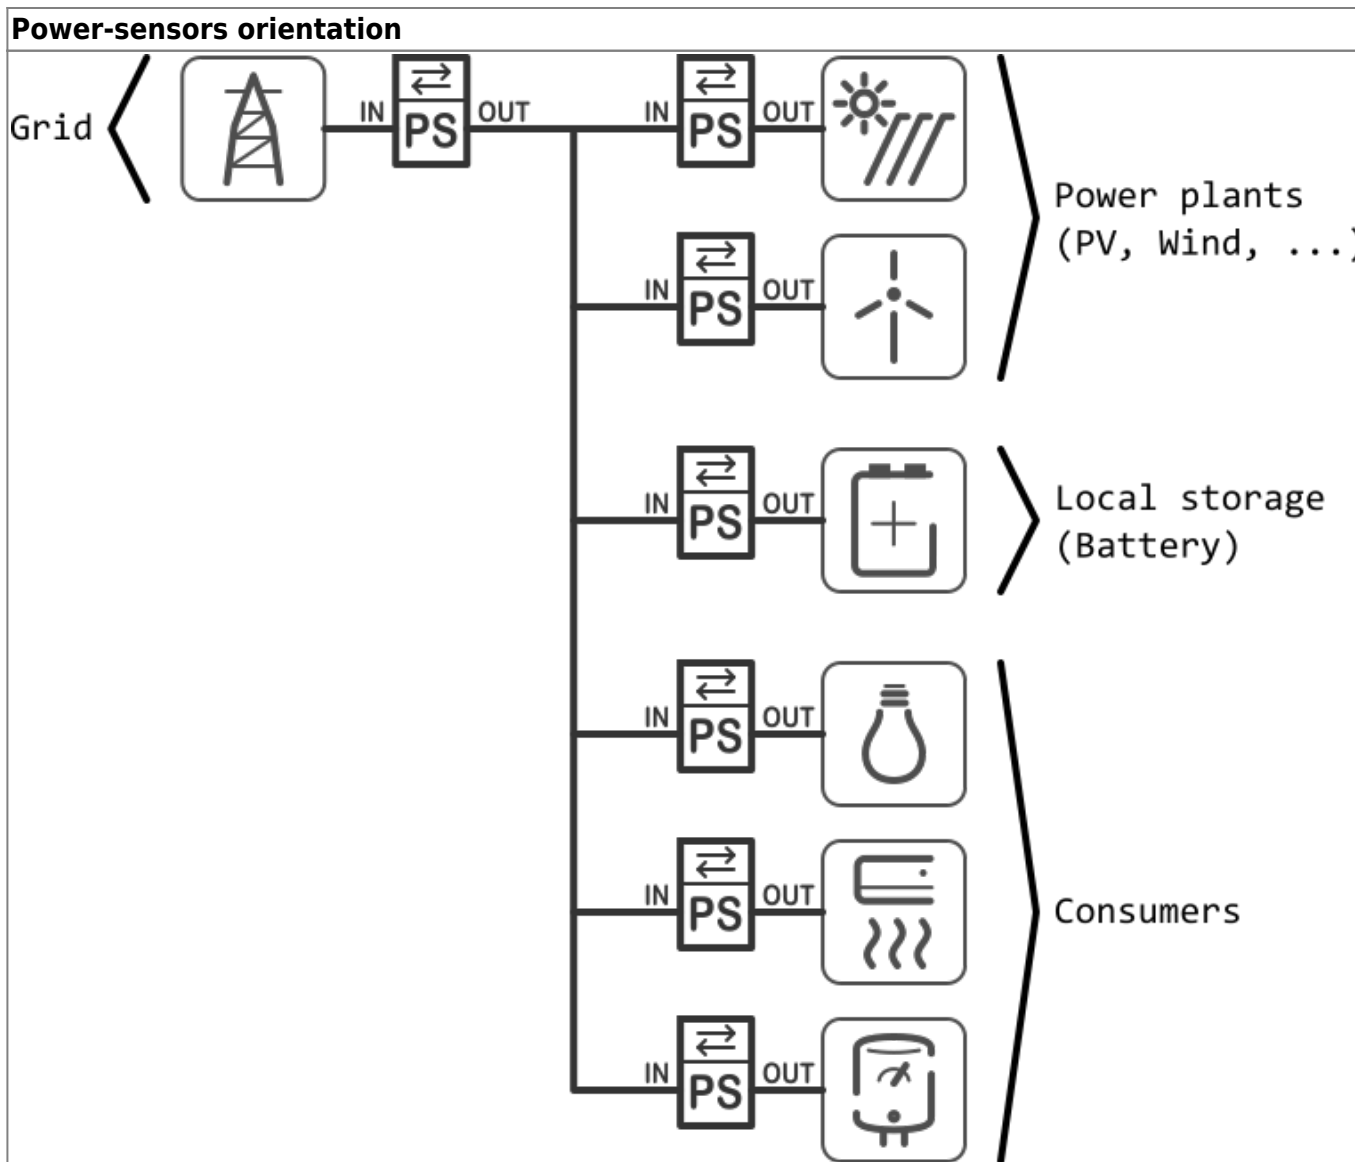 Power-sensors orientation
Grid
IN PS OUT
IN PS OUT
Power plants
(PV, Wind, ...)
IN PS OUT
IN PS OUT
Local storage
(Battery)
IN PS OUT
IN PS OUT
Consumers
IN PS OUT